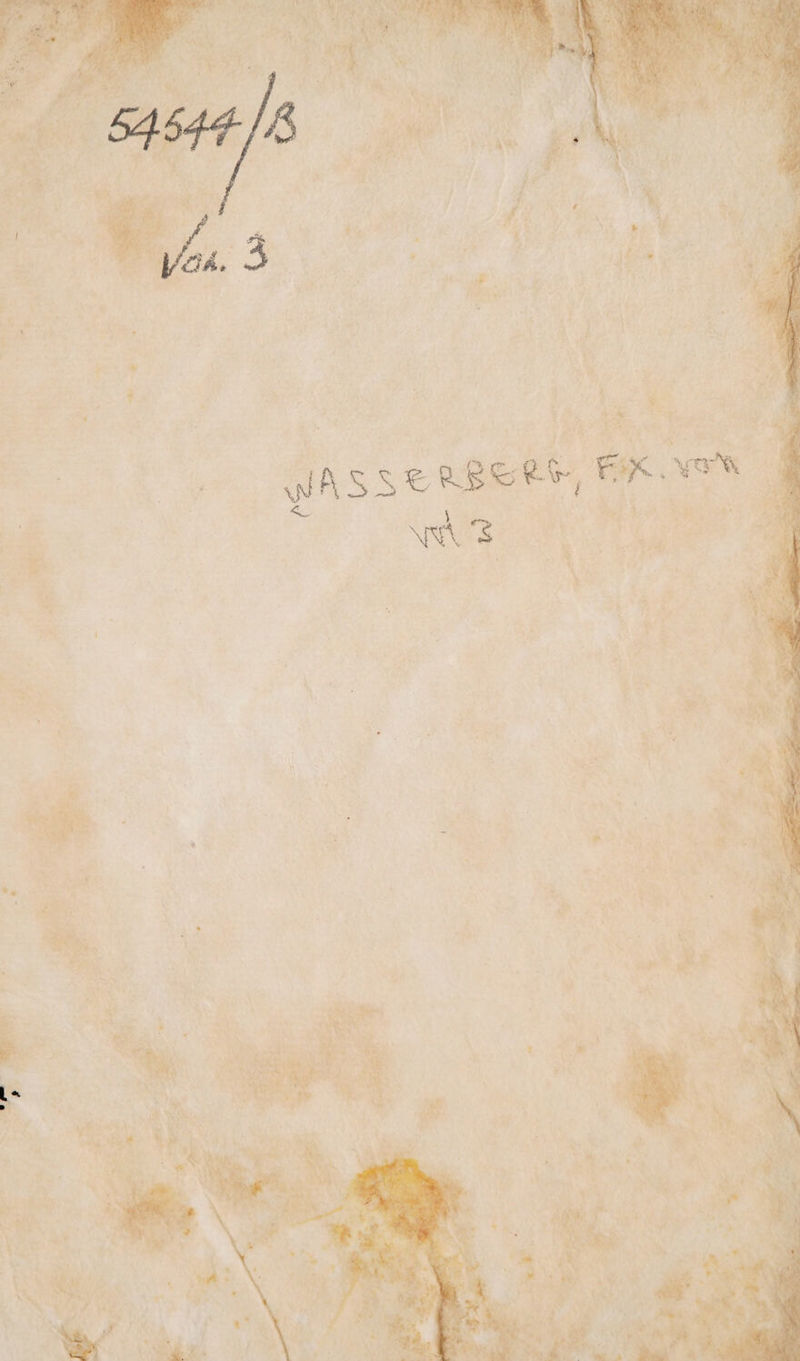 54544/B
Vol. 3
WASSERBERG, F.X. von
vol 3